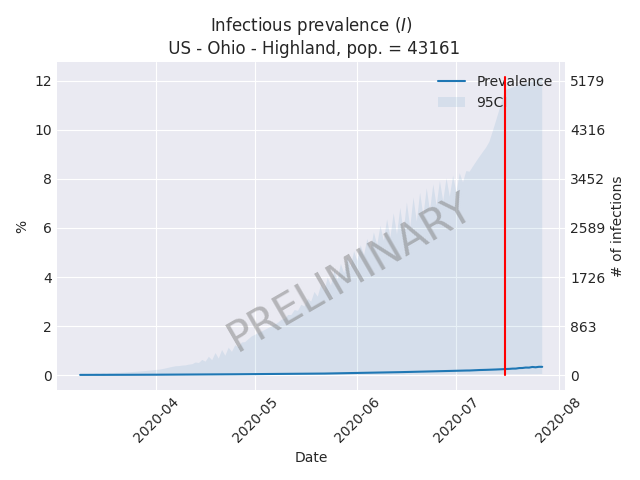 Infectious prevalence (I)
US - Ohio - Highland, pop. = 43161
Prevalence
95C
PRELIMINARY
12
10
8
6
4
2
0
%
5179
4316
3452
2589
1726
863
0
# of infections
2020-04
2020-05
2020-06
2020-07
2020-08
Date